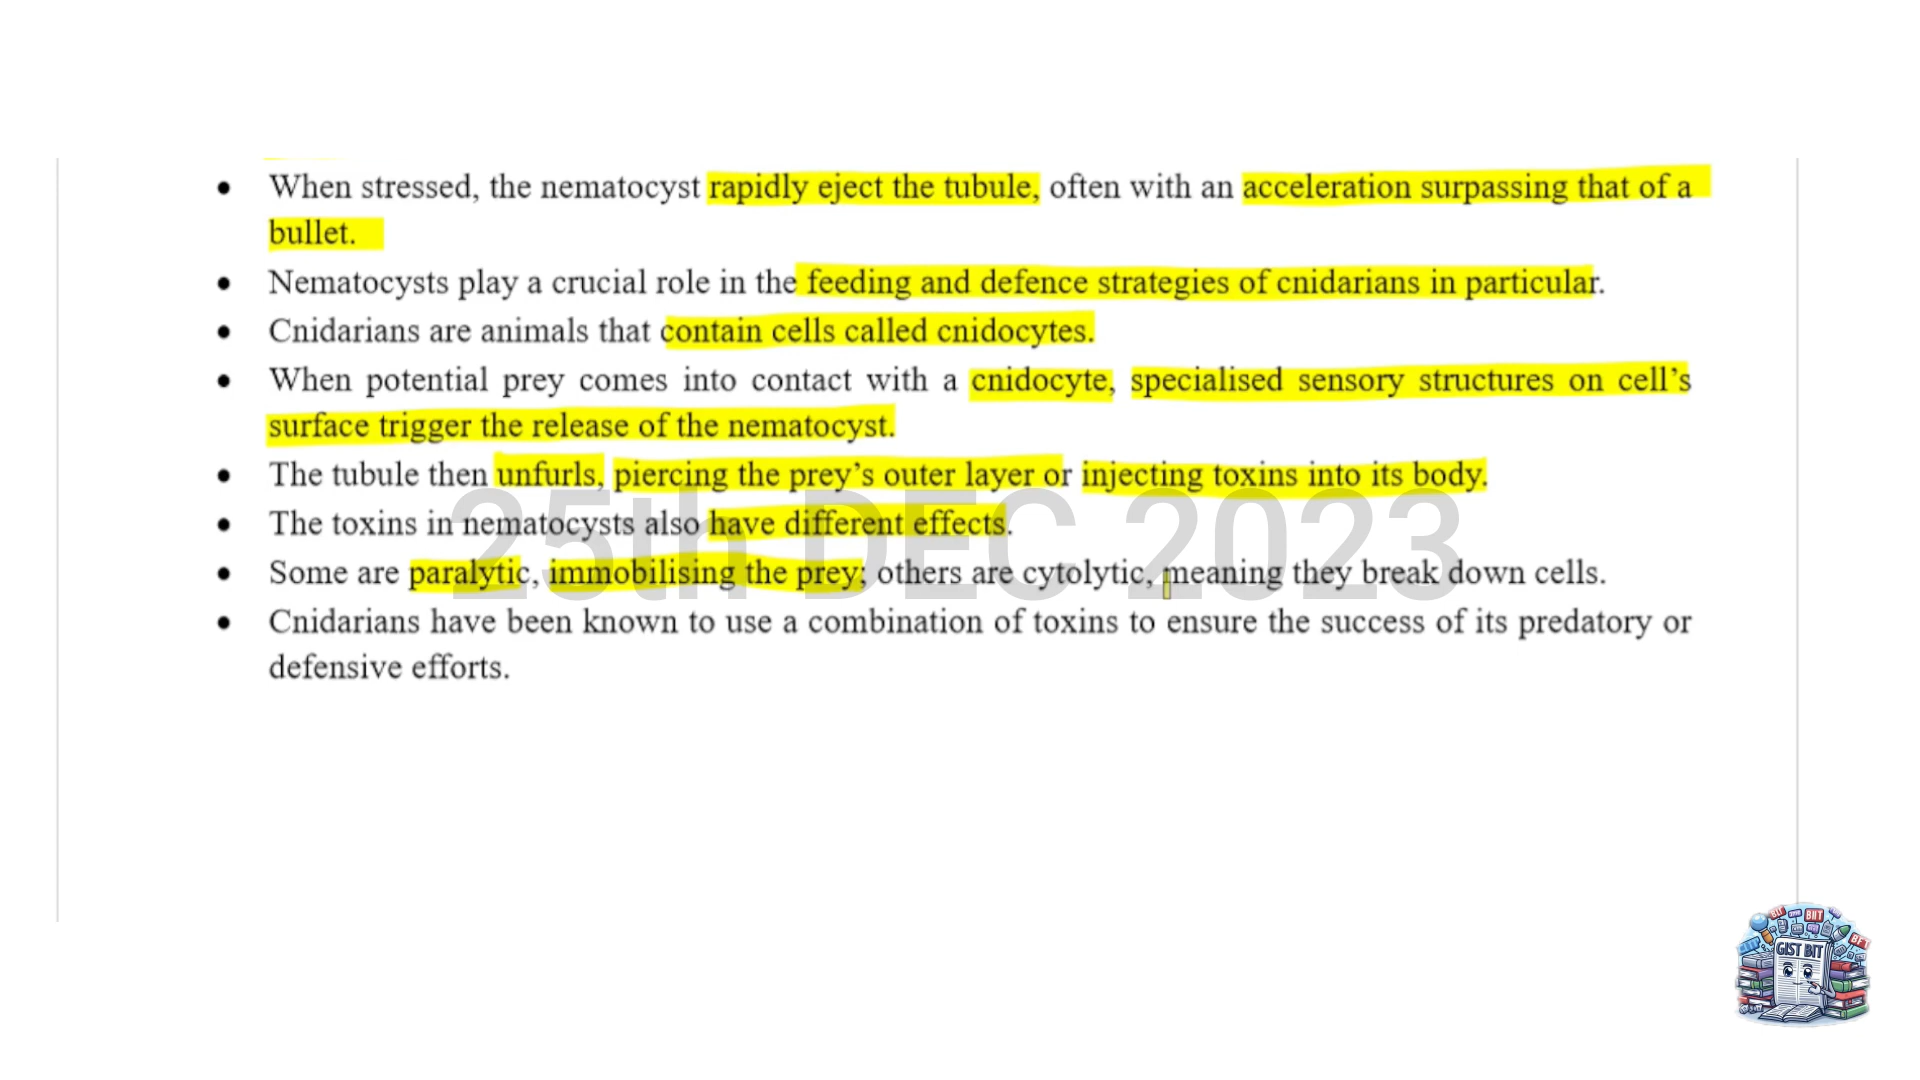 When stressed, the nematocyst rapidly eject the tubule, often with an acceleration surpassing that of a
bullet.
Nematocysts play a crucial role in the feeding and defence strategies of cnidarians in particular.
Cnidarians are animals that contain cells called cnidocytes.
When potential prey comes into contact with a cnidocyte, specialised sensory structures on cell's
surface trigger the release of the nematocyst.
The tubule then unfurls, piercing the prey's outer layer or injecting toxins into its body.
The toxins in nematocysts also have different effects.
25th DEC 2023
Some are paralytic, immobilising the prey; others are cytolytic, meaning they break down cells.
Cnidarians have been known to use a combination of toxins to ensure the success of its predatory or
defensive efforts.
GIST BIT